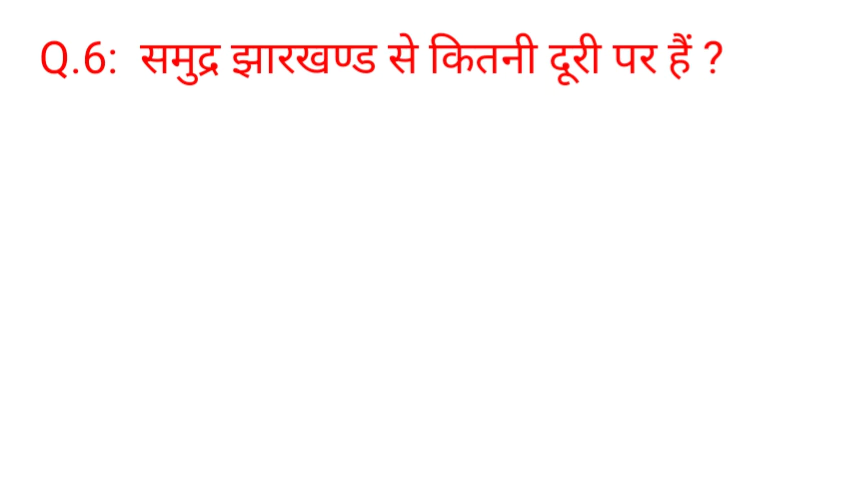 Q.6: समुद्र झारखण्ड से कितनी दूरी पर हैं ?